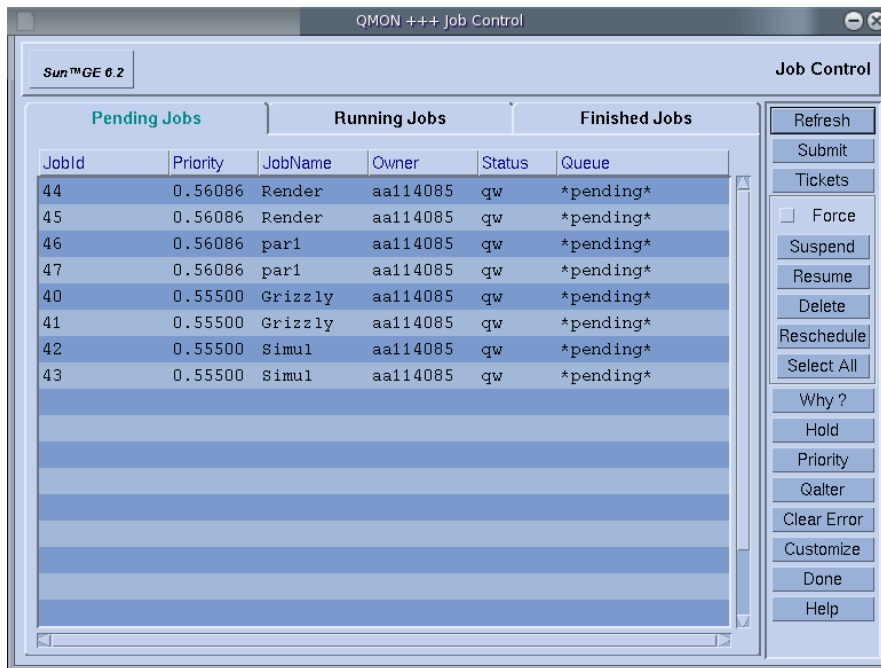 QMON +++ Job Control
Sun™GE 6.2
Job Control
Pending Jobs Running Jobs Finished Jobs
JobId Priority JobName Owner Status Queue
44 0.56086 Render aa114085 qw *pending*
45 0.56086 Render aa114085 qw *pending*
46 0.56086 par1 aa114085 qw *pending*
47 0.56086 par1 aa114085 qw *pending*
40 0.55500 Grizzly aa114085 qw *pending*
41 0.55500 Grizzly aa114085 qw *pending*
42 0.55500 Simul aa114085 qw *pending*
43 0.55500 Simul aa114085 qw *pending*
Refresh
Submit
Tickets
Force
Suspend
Resume
Delete
Reschedule
Select All
Why ?
Hold
Priority
Qalter
Clear Error
Customize
Done
Help